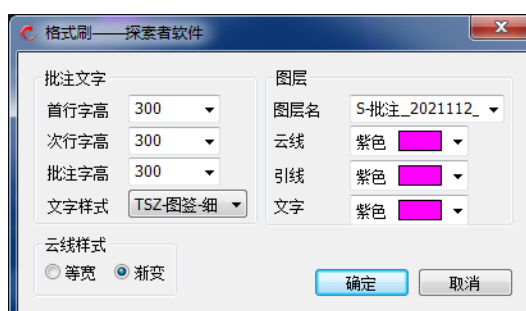 格式刷——探索者软件
批注文字
首行字高 300
次行字高 300
批注字高 300
文字样式 TSZ-图签-细
图层
图层名 S-批注_2021112_
云线 紫色
引线 紫色
文字 紫色
云线样式
等宽 渐变
确定 取消